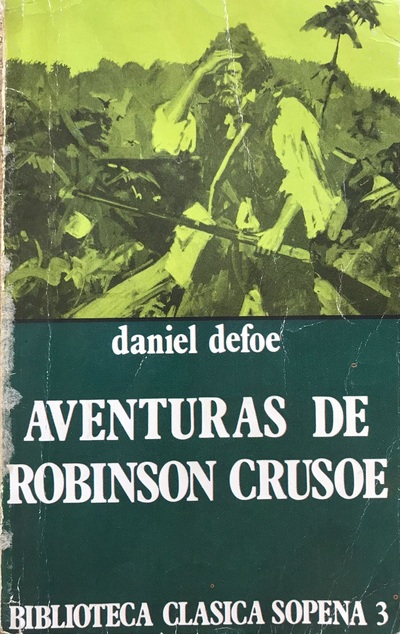 daniel defoe
AVENTURAS DE
ROBINSON CRUSOE
BIBLIOTECA CLASICA SOPENA 3